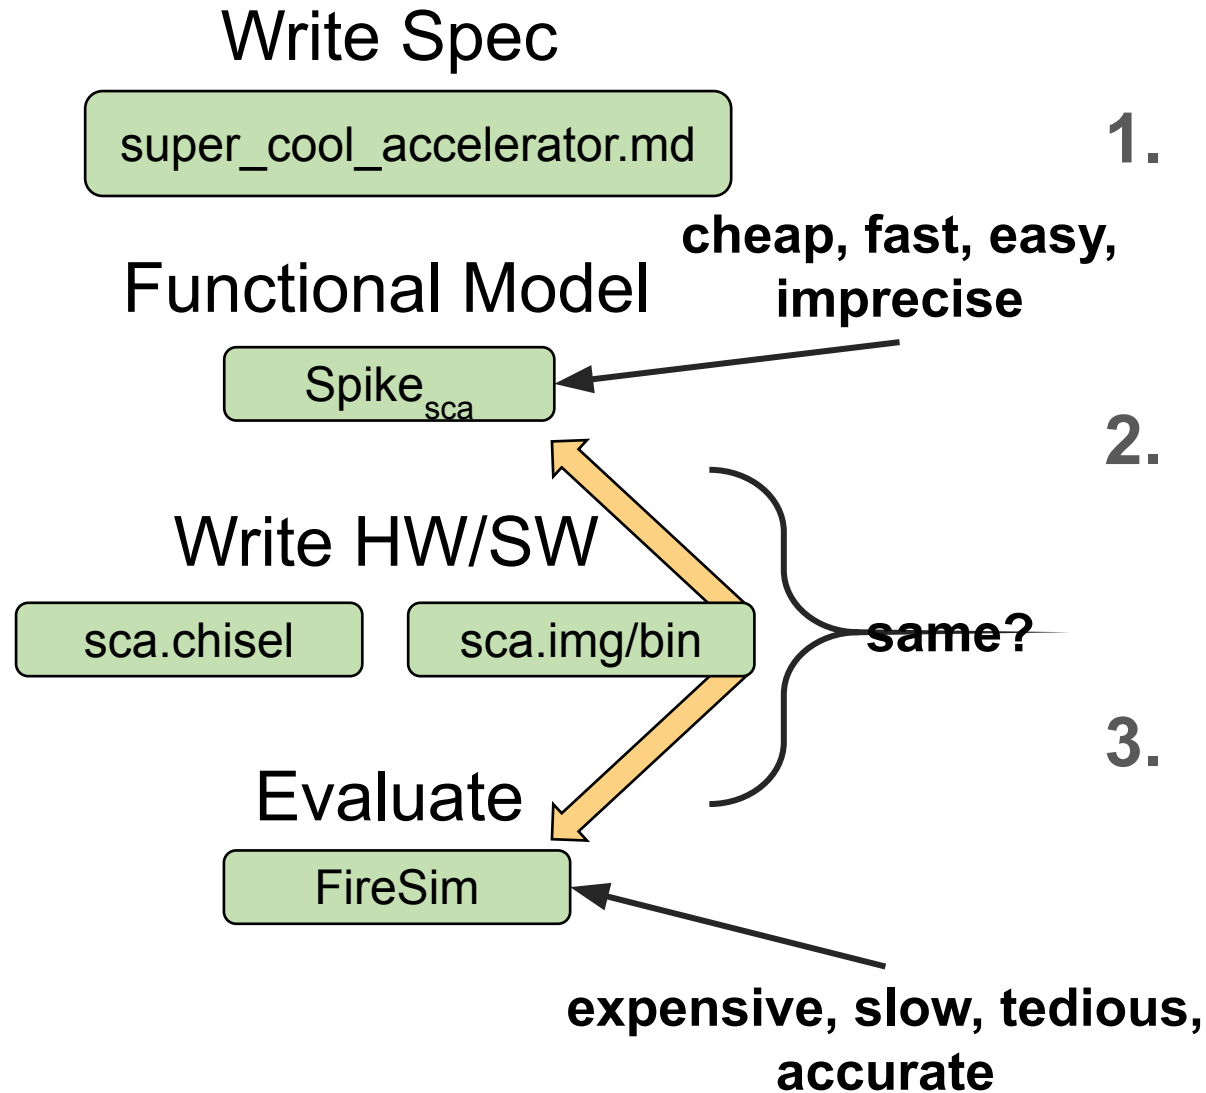 Write Spec
super_cool_accelerator.md
1.
cheap, fast, easy,
imprecise
Functional Model
Spikesca
2.
Write HW/SW
sca.chisel
sca.img/bin
same?
3.
Evaluate
FireSim
expensive, slow, tedious,
accurate